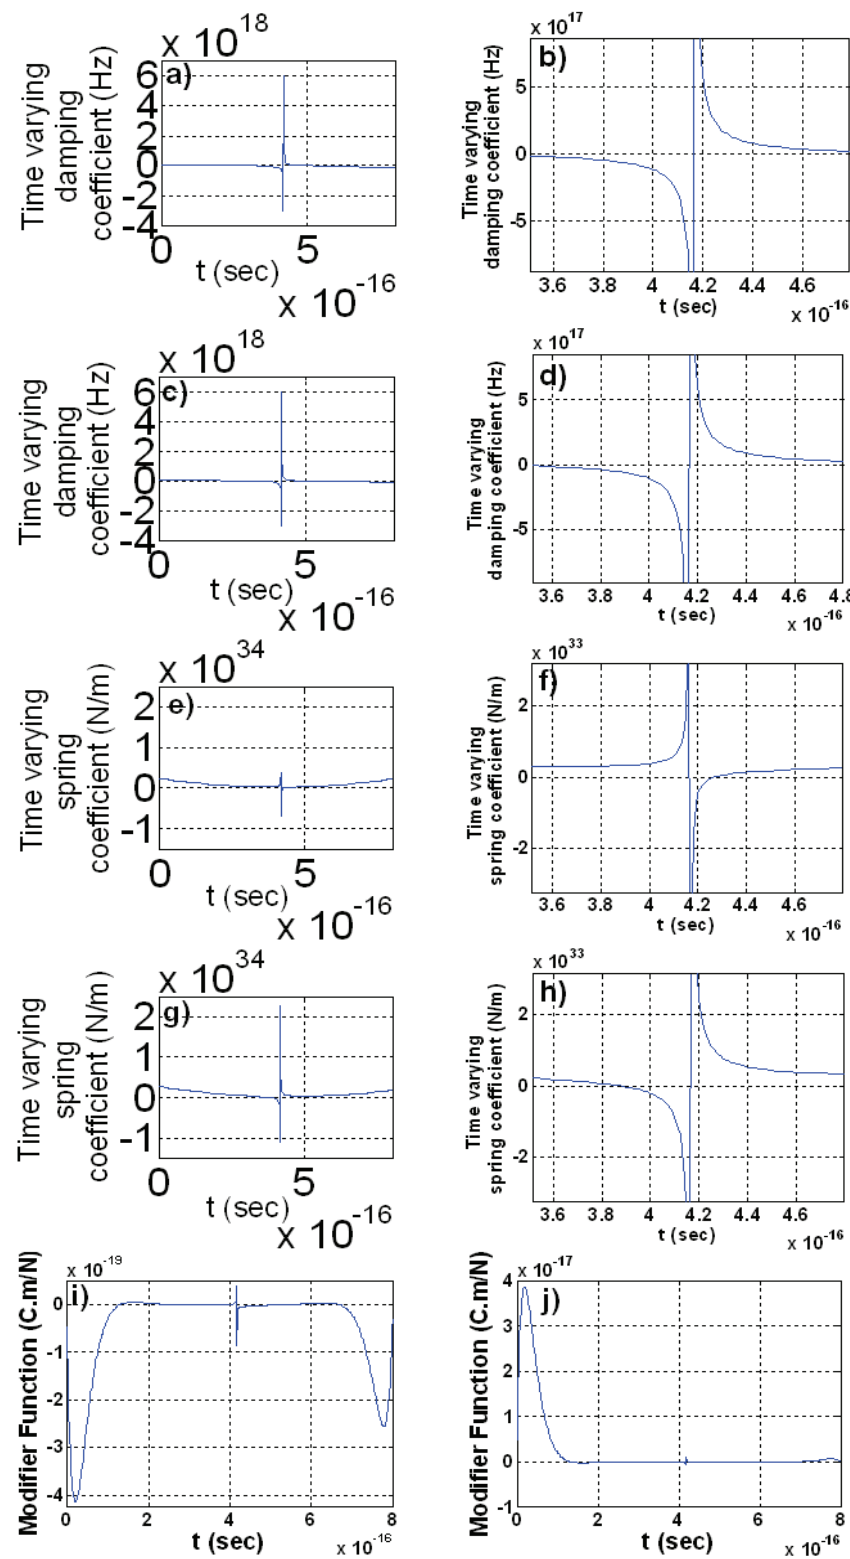 x 10^18
a)
6
4
2
0
-2
-4
Time varying
damping
coefficient (Hz)
0
5
t (sec)
x 10^-16
x 10^17
b)
5
0
-5
Time varying
damping coefficient (Hz)
3.6 3.8 4 4.2 4.4 4.6
t (sec)
x 10^-16
x 10^18
c)
6
4
2
0
-2
-4
Time varying
damping
coefficient (Hz)
0
5
t (sec)
x 10^-16
x 10^17
d)
5
0
-5
Time varying
damping coefficient (Hz)
3.6 3.8 4 4.2 4.4 4.6 4.8
t (sec)
x 10^-16
x 10^34
e)
2
1
0
-1
Time varying
spring
coefficient (N/m)
0
5
t (sec)
x 10^-16
x 10^33
f)
2
0
-2
Time varying
spring coefficient (N/m)
3.6 3.8 4 4.2 4.4 4.6
t (sec)
x 10^-16
x 10^34
g)
2
1
0
-1
Time varying
spring
coefficient (N/m)
0
5
t (sec)
x 10^-16
x 10^33
h)
2
0
-2
Time varying
spring coefficient (N/m)
3.6 3.8 4 4.2 4.4 4.6
t (sec)
x 10^-16
x 10^-19
i)
0
-1
-2
-3
-4
Modifier Function (C.m/N)
0 2 4 6 8
t (sec)
x 10^-16
x 10^-17
j)
4
3
2
1
0
-1
Modifier Function (C.m/N)
0 2 4 6 8
t (sec)
x 10^-16